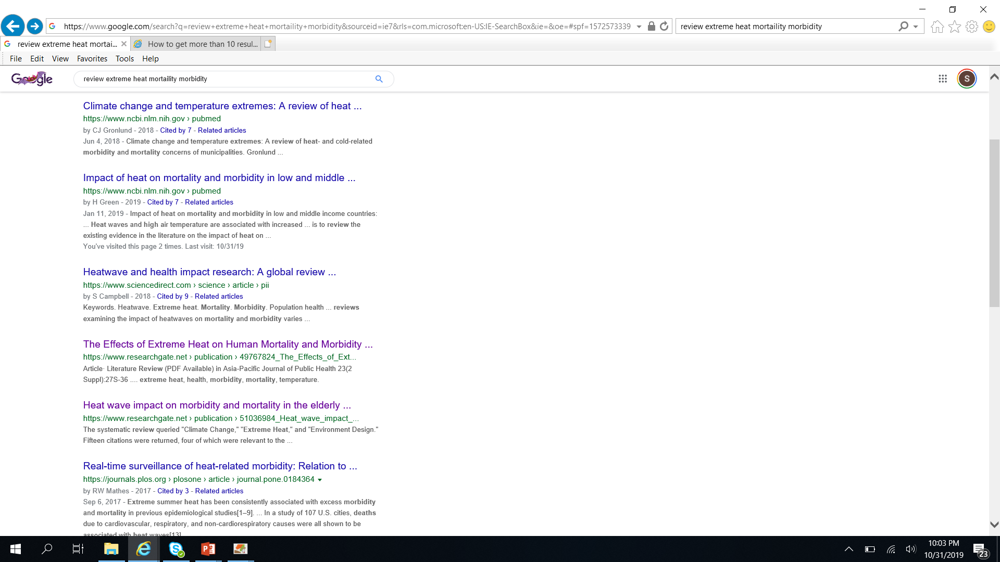 https://www.google.com/search?q=review+extreme+heat+mortaility+morbidity&sourceid=ie7&rls=com.microsoft:en-US:IE-SearchBox&ie=&oe=#spf=1572573339
review extreme heat mortaility morbidity
review extreme heat mortai...
How to get more than 10 resul...
File Edit View Favorites Tools Help
Google
review extreme heat mortaility morbidity
S
Climate change and temperature extremes: A review of heat ...
https://www.ncbi.nlm.nih.gov › pubmed
by CJ Gronlund - 2018 - Cited by 7 - Related articles
Jun 4, 2018 - Climate change and temperature extremes: A review of heat- and cold-related
morbidity and mortality concerns of municipalities. Gronlund ...
Impact of heat on mortality and morbidity in low and middle ...
https://www.ncbi.nlm.nih.gov › pubmed
by H Green - 2019 - Cited by 7 - Related articles
Jan 11, 2019 - Impact of heat on mortality and morbidity in low and middle income countries:
... Heat waves and high air temperature are associated with increased ... is to review the
existing evidence in the literature on the impact of heat on ...
You've visited this page 2 times. Last visit: 10/31/19
Heatwave and health impact research: A global review ...
https://www.sciencedirect.com › science › article › pii
by S Campbell - 2018 - Cited by 9 - Related articles
Keywords. Heatwave. Extreme heat. Mortality. Morbidity. Population health ... reviews
examining the impact of heatwaves on mortality and morbidity varies ...
The Effects of Extreme Heat on Human Mortality and Morbidity ...
https://www.researchgate.net › publication › 49767824_The_Effects_of_Ext...
Article· Literature Review (PDF Available) in Asia-Pacific Journal of Public Health 23(2
Suppl):27S-36 .... extreme heat, health, morbidity, mortality, temperature.
Heat wave impact on morbidity and mortality in the elderly ...
https://www.researchgate.net › publication › 51036984_Heat_wave_impact_...
The systematic review queried "Climate Change," "Extreme Heat," and "Environment Design."
Fifteen citations were returned, four of which were relevant to the ...
Real-time surveillance of heat-related morbidity: Relation to ...
https://journals.plos.org › plosone › article › journal.pone.0184364
by RW Mathes - 2017 - Cited by 3 - Related articles
Sep 6, 2017 - Extreme summer heat has been consistently associated with excess morbidity
and mortality in previous epidemiological studies[1–9]. ... In a study of 107 U.S. cities, deaths
due to cardiovascular, respiratory, and non-cardiorespiratory causes were all shown to be
associated with heat waves[13]
10:03 PM
10/31/2019
23